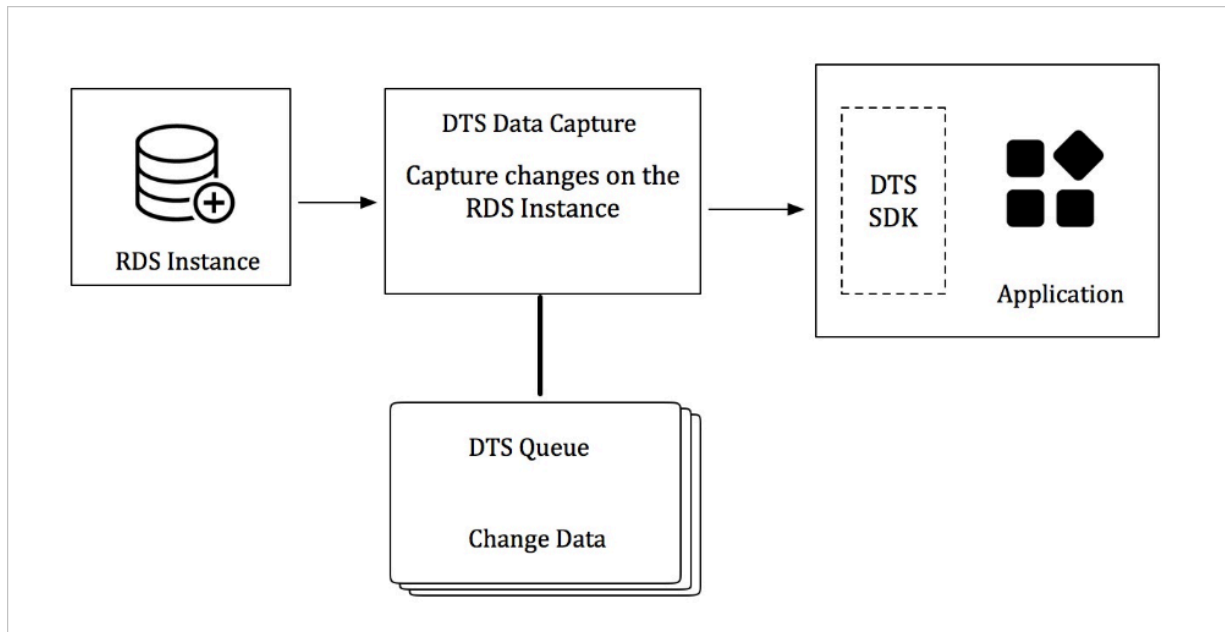 RDS Instance
DTS Data Capture
Capture changes on the
RDS Instance
DTS
SDK
Application
DTS Queue
Change Data